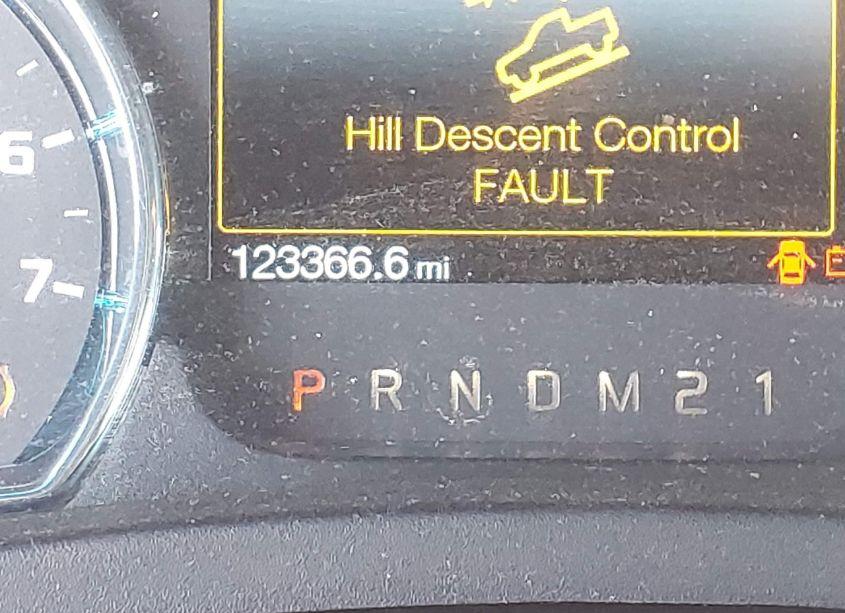 Hill Descent Control
FAULT
6
7
123366.6 mi
P R N D M 2 1